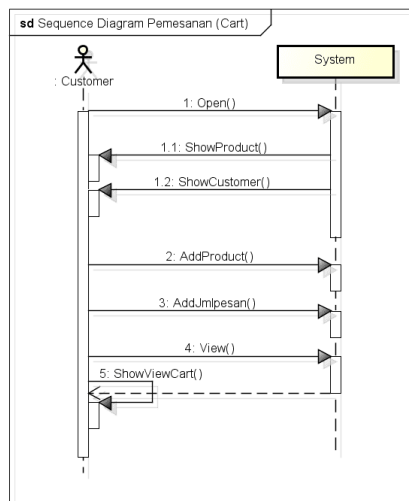 sd Sequence Diagram Pemesanan (Cart)
: Customer
System
1: Open()
1.1: ShowProduct()
1.2: ShowCustomer()
2: AddProduct()
3: AddJmlpesan()
4: View()
5: ShowViewCart()